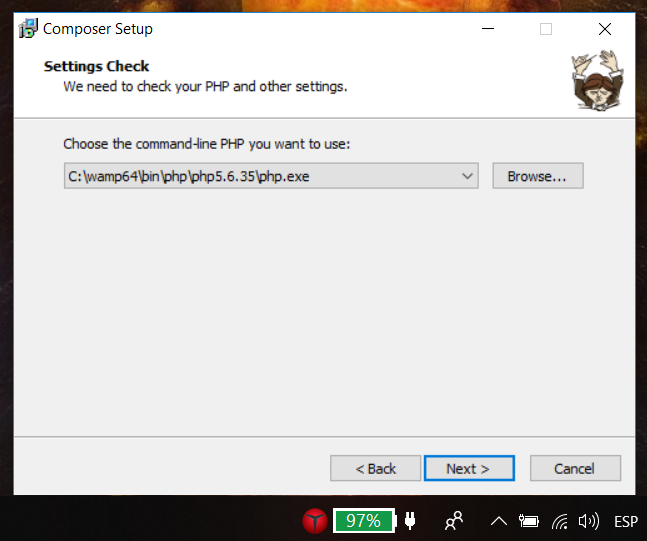 Composer Setup
Settings Check
We need to check your PHP and other settings.
Choose the command-line PHP you want to use:
C:\wamp64\bin\php\php5.6.35\php.exe
Browse...
< Back
Next >
Cancel
97%
ESP